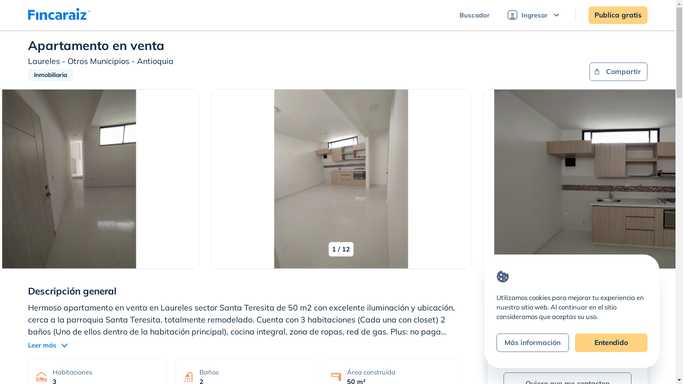 Fincaraiz
Buscador
Ingresar
Publica gratis
Apartamento en venta
Laureles - Otros Municipios - Antioquia
Inmobiliaria
Compartir
1 / 12
Descripción general
Hermoso apartamento en venta en Laureles sector Santa Teresita de 50 m2 con excelente iluminación y ubicación,
cerca a la parroquia Santa Teresita, totalmente remodelado. Cuenta con 3 habitaciones (Cada una con closet) 2
baños (Uno de ellos dentro de la habitación principal), cocina integral, zona de ropas, red de gas. Plus: no paga...
Leer más
Habitaciones
3
Baños
2
Área construida
50 m²
Utilizamos cookies para mejorar tu experiencia en
nuestro sitio web. Al continuar en el sitio
consideramos que aceptas su uso.
Más información
Entendido
Quiero que me contacten